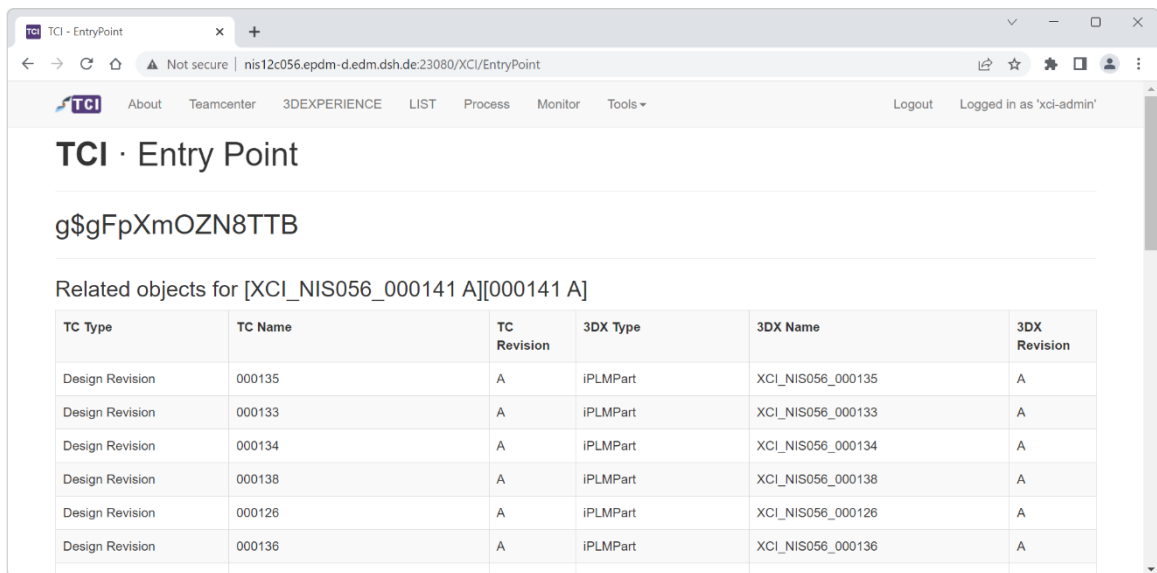 TCI TCI - EntryPoint
Not secure | nis12c056.epdm-d.edm.dsh.de:23080/XCI/EntryPoint
TCI About Teamcenter 3DEXPERIENCE LIST Process Monitor Tools Logout Logged in as 'xci-admin'
TCI · Entry Point
g$gFpXmOZN8TTB
Related objects for [XCI_NIS056_000141 A][000141 A]
TC Type TC Name TC Revision 3DX Type 3DX Name 3DX Revision
Design Revision 000135 A iPLMPart XCI_NIS056_000135 A
Design Revision 000133 A iPLMPart XCI_NIS056_000133 A
Design Revision 000134 A iPLMPart XCI_NIS056_000134 A
Design Revision 000138 A iPLMPart XCI_NIS056_000138 A
Design Revision 000126 A iPLMPart XCI_NIS056_000126 A
Design Revision 000136 A iPLMPart XCI_NIS056_000136 A